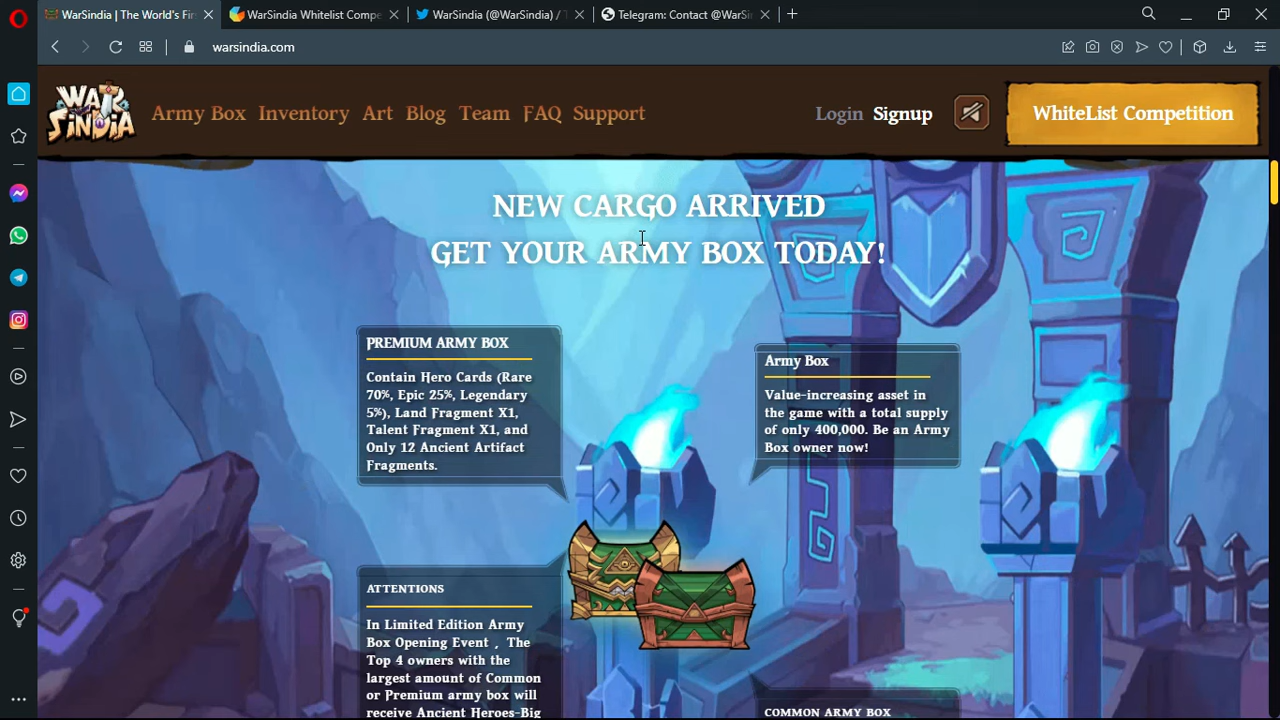 WarSindia | The World's Fir
WarSindia Whitelist Compe
WarSindia (@WarSindia) / T
Telegram: Contact @WarSi
warsindia.com
WAR SINDIA
Army Box
Inventory
Art
Blog
Team
FAQ
Support
Login
Signup
WhiteList Competition
NEW CARGO ARRIVED
GET YOUR ARMY BOX TODAY!
PREMIUM ARMY BOX
Contain Hero Cards (Rare
70%, Epic 25%, Legendary
5%), Land Fragment X1,
Talent Fragment X1, and
Only 12 Ancient Artifact
Fragments.
Army Box
Value-increasing asset in
the game with a total supply
of only 400,000. Be an Army
Box owner now!
ATTENTIONS
In Limited Edition Army
Box Opening Event , The
Top 4 owners with the
largest amount of Common
or Premium army box will
receive Ancient Heroes-Big
COMMON ARMY BOX